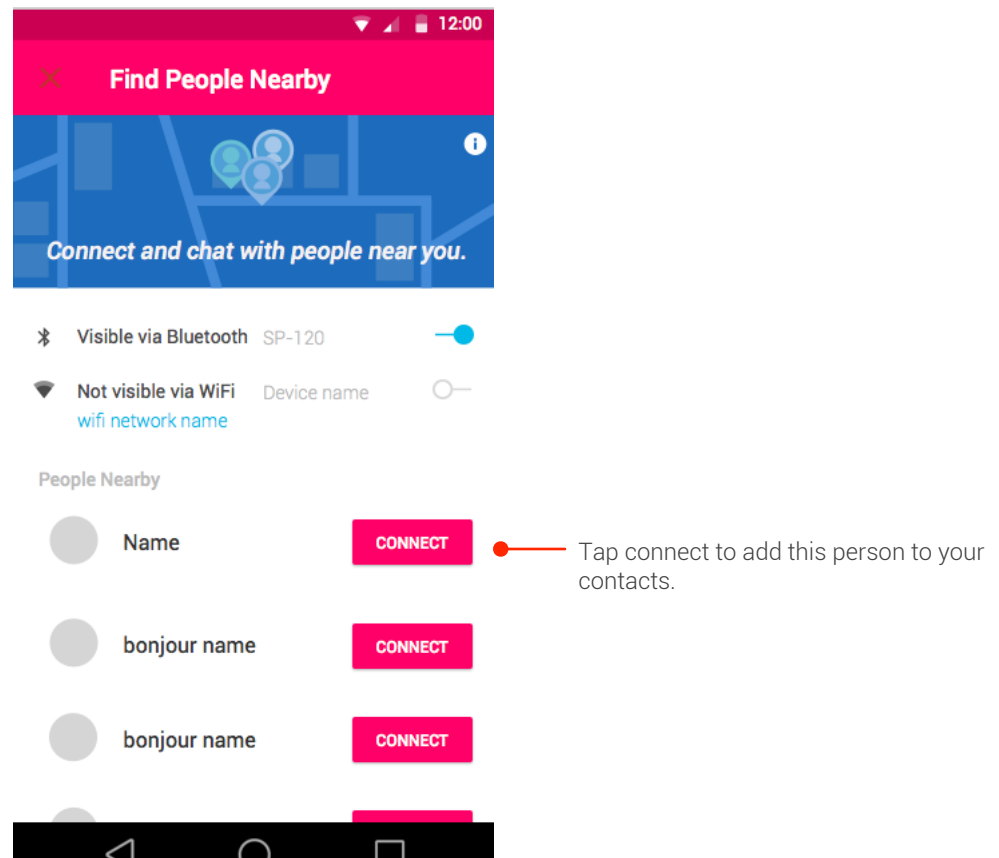 12:00
Find People Nearby
Connect and chat with people near you.
Visible via Bluetooth SP-120
Not visible via WiFi Device name
wifi network name
People Nearby
Name CONNECT
Tap connect to add this person to your
contacts.
bonjour name CONNECT
bonjour name CONNECT